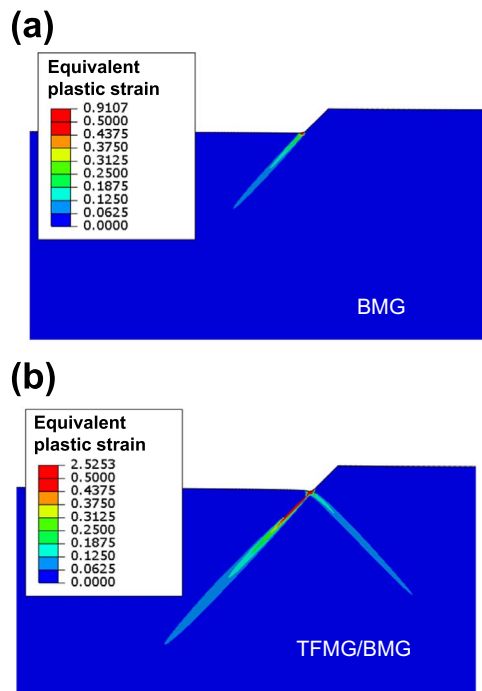 (a)
Equivalent
plastic strain
0.9107
0.5000
0.4375
0.3750
0.3125
0.2500
0.1875
0.1250
0.0625
0.0000
BMG
(b)
Equivalent
plastic strain
2.5253
0.5000
0.4375
0.3750
0.3125
0.2500
0.1875
0.1250
0.0625
0.0000
TFMG/BMG